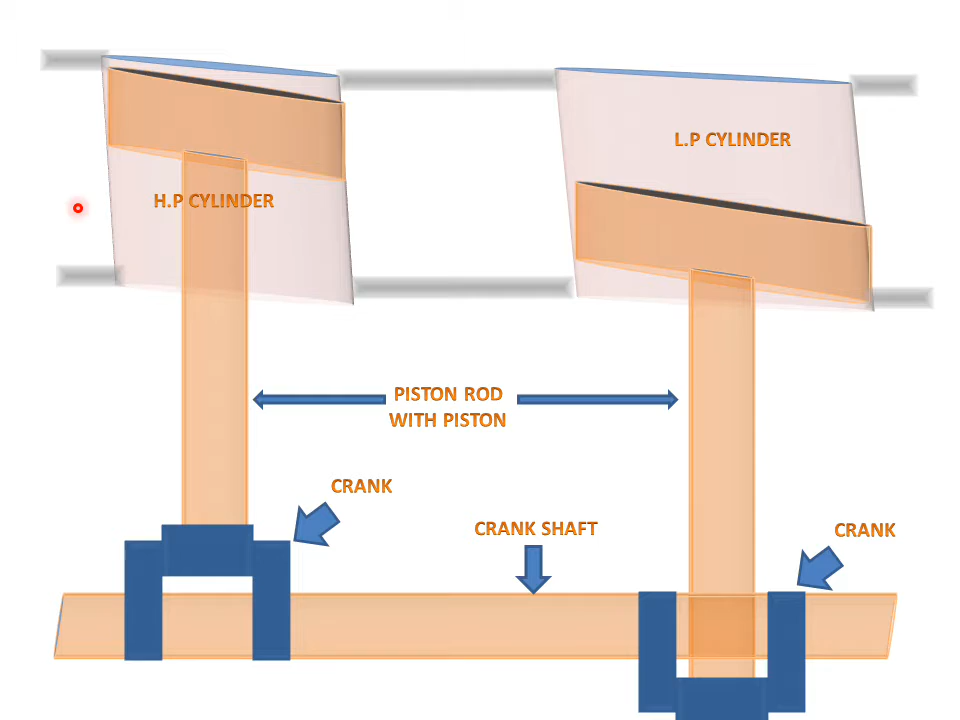 L.P CYLINDER
H.P CYLINDER
PISTON ROD
WITH PISTON
CRANK
CRANK SHAFT
CRANK